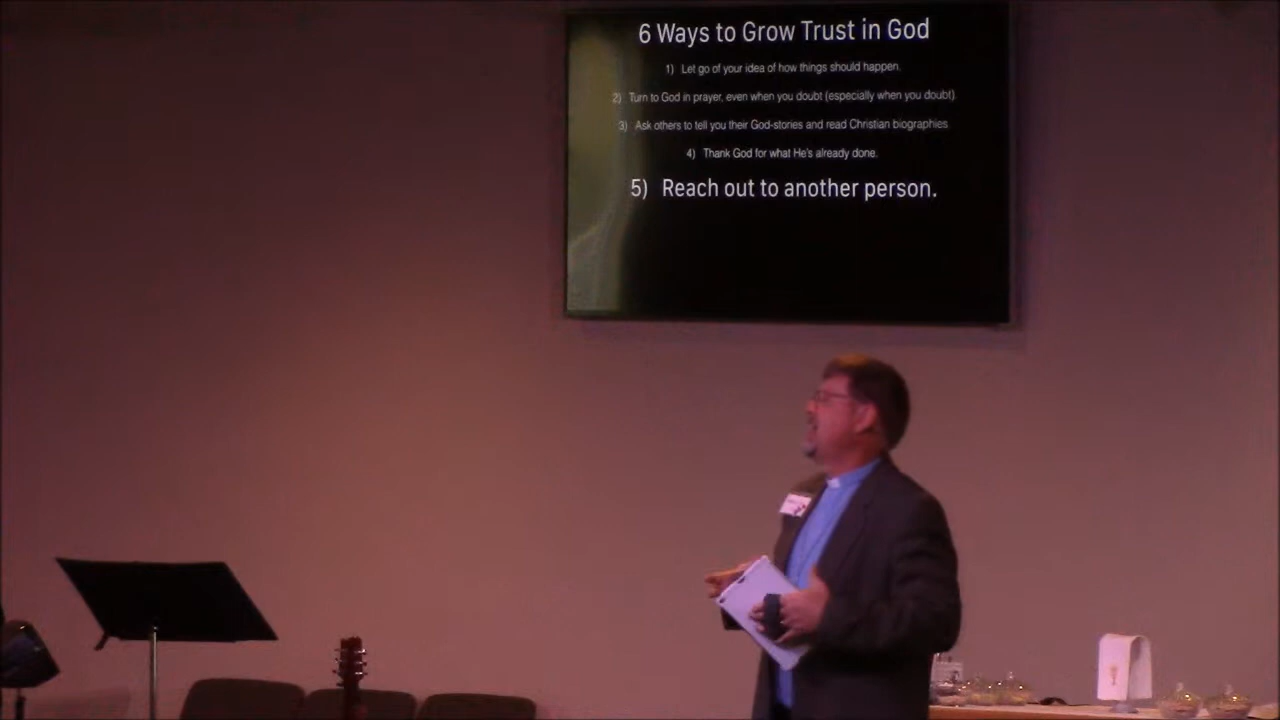 6 Ways to Grow Trust in God
1) Let go of your idea of how things should happen.
2) Turn to God in prayer, even when you doubt (especially when you doubt).
3) Ask others to tell you their God-stories and read Christian biographies
4) Thank God for what He's already done.
5) Reach out to another person.